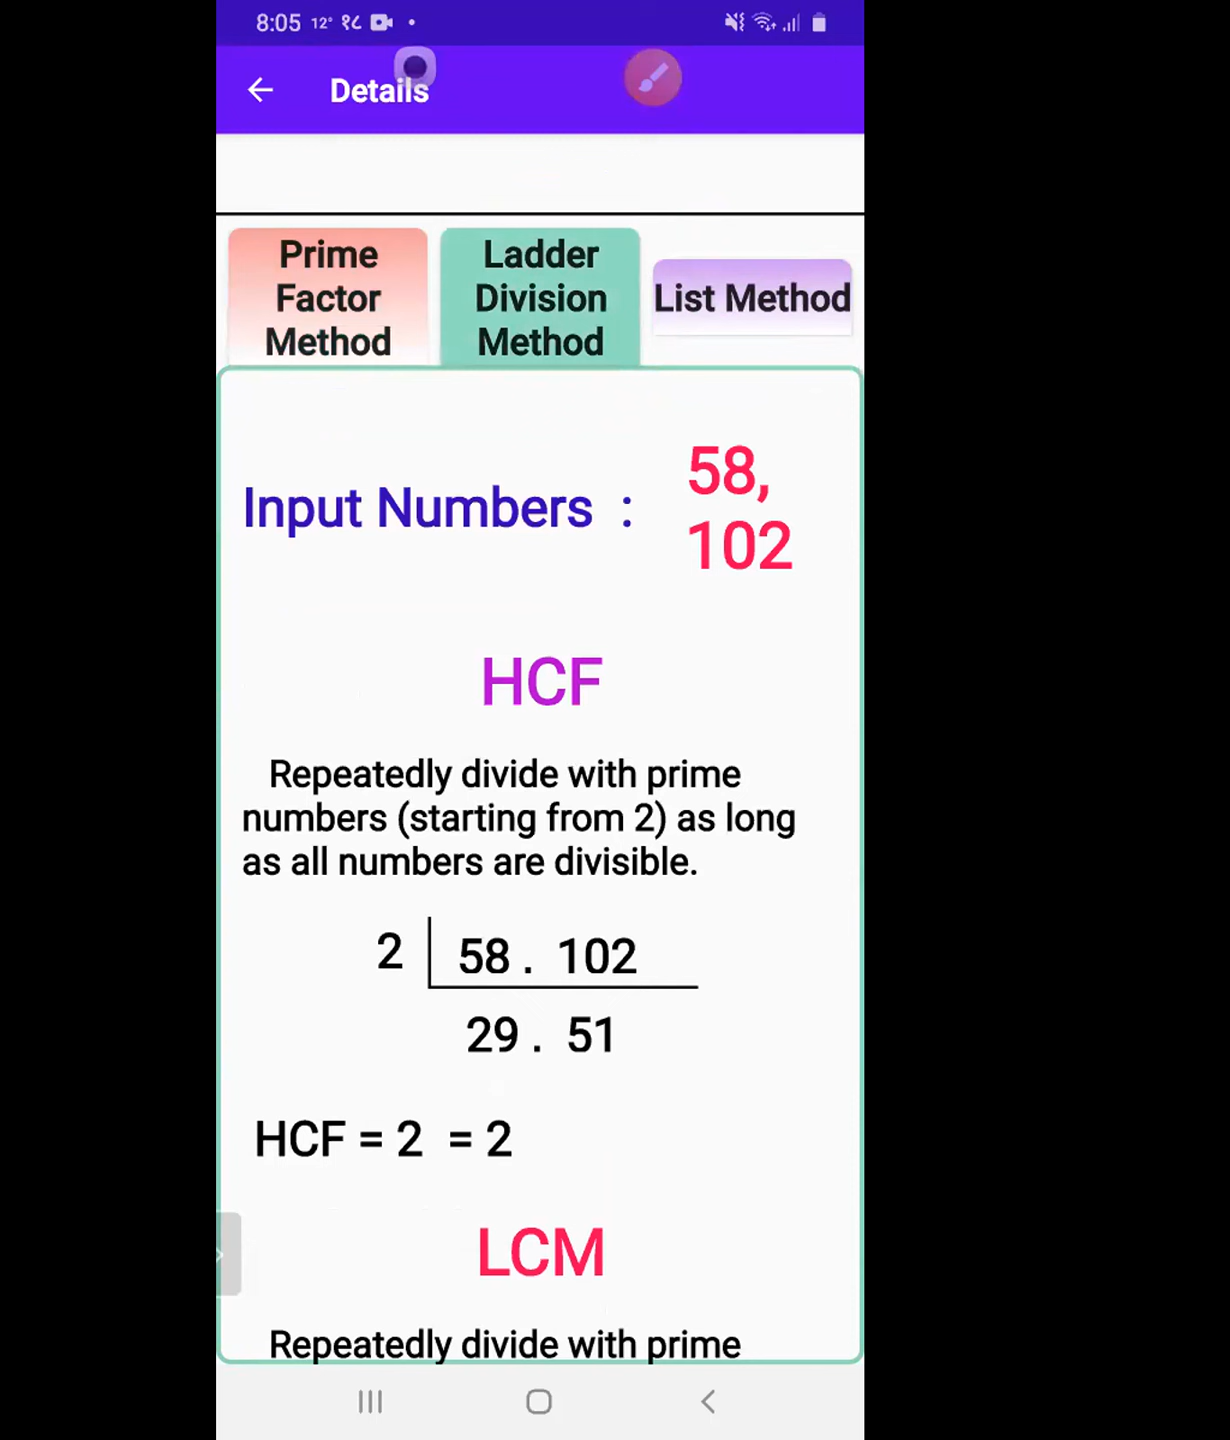 8:05 12° १८
Details
Prime
Factor
Method
Ladder
Division
Method
List Method
Input Numbers :
58,
102
HCF
Repeatedly divide with prime
numbers (starting from 2) as long
as all numbers are divisible.
2 58 . 102
29 . 51
HCF = 2 = 2
LCM
Repeatedly divide with prime